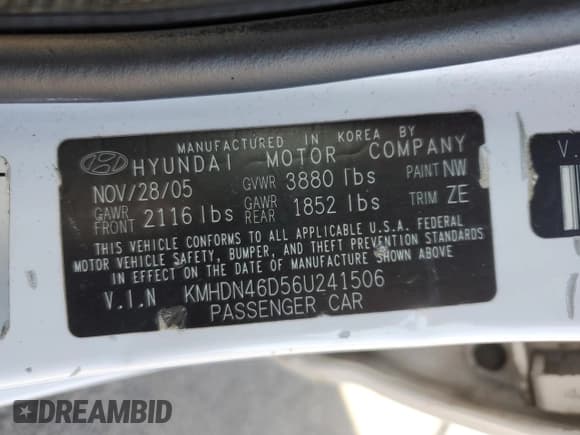 MANUFACTURED IN KOREA BY
HYUNDAI MOTOR COMPANY
NOV/28/05 GVWR 3880 lbs PAINT NW
GAWR FRONT 2116 lbs GAWR REAR 1852 lbs TRIM ZE
THIS VEHICLE CONFORMS TO ALL APPLICABLE U.S.A. FEDERAL
MOTOR VEHICLE SAFETY, BUMPER, AND THEFT PREVENTION STANDARDS
IN EFFECT ON THE DATE OF MANUFACTURE SHOWN ABOVE
V.I.N KMHDN46D56U241506
PASSENGER CAR
V.
DREAMBID